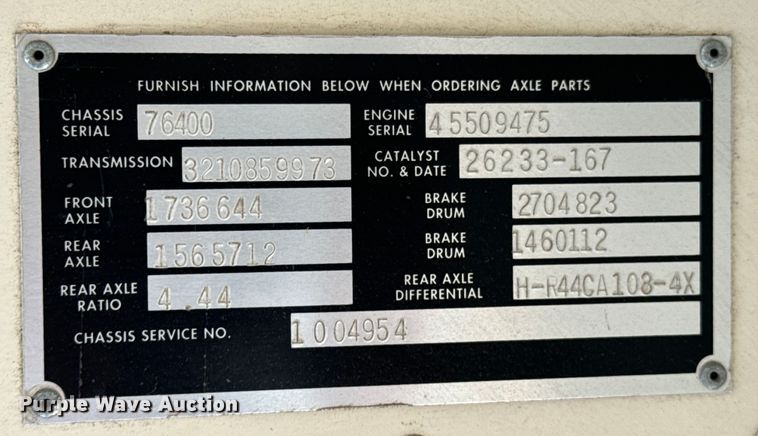 FURNISH INFORMATION BELOW WHEN ORDERING AXLE PARTS
CHASSIS SERIAL 76400
ENGINE SERIAL 45509475
TRANSMISSION 3210859973
CATALYST NO. & DATE 26233-167
FRONT AXLE 1736644
BRAKE DRUM 2704823
REAR AXLE 1565712
BRAKE DRUM 1460112
REAR AXLE RATIO 4.44
REAR AXLE DIFFERENTIAL H-R44CA108-4X
CHASSIS SERVICE NO. 1004954
Purple Wave Auction